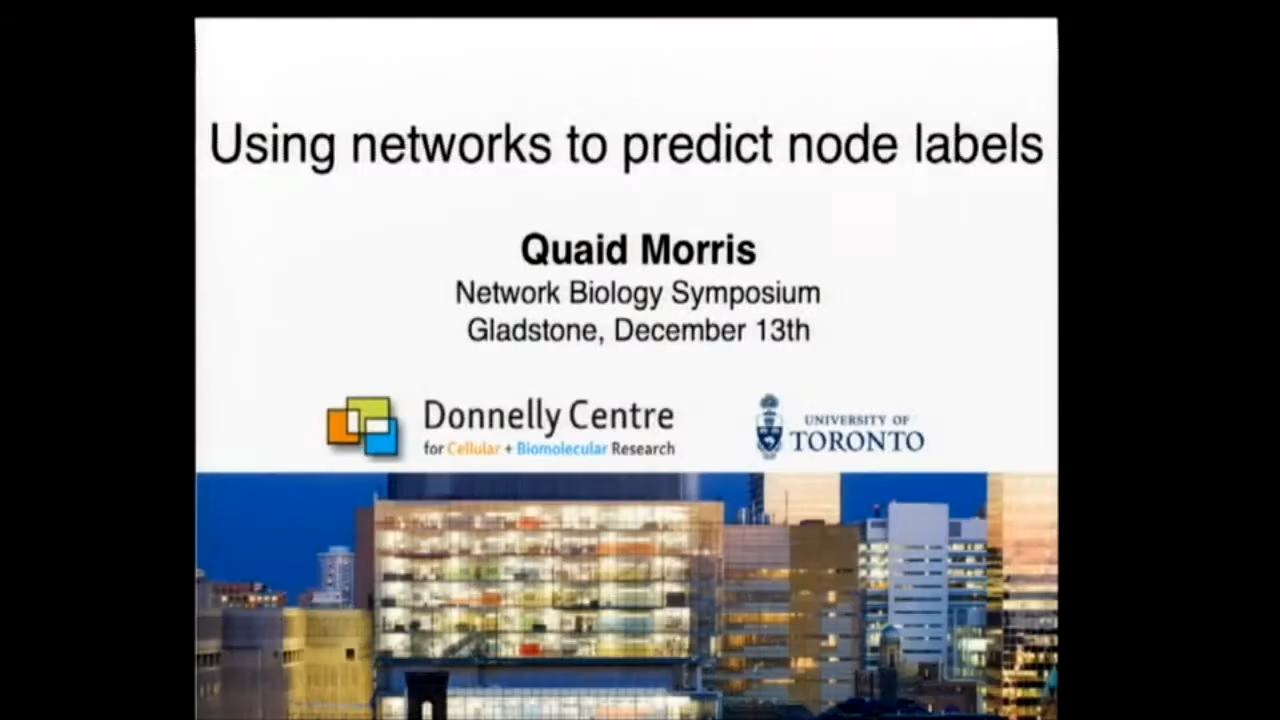 Using networks to predict node labels
Quaid Morris
Network Biology Symposium
Gladstone, December 13th
Donnelly Centre
for Cellular + Biomolecular Research
UNIVERSITY OF
TORONTO